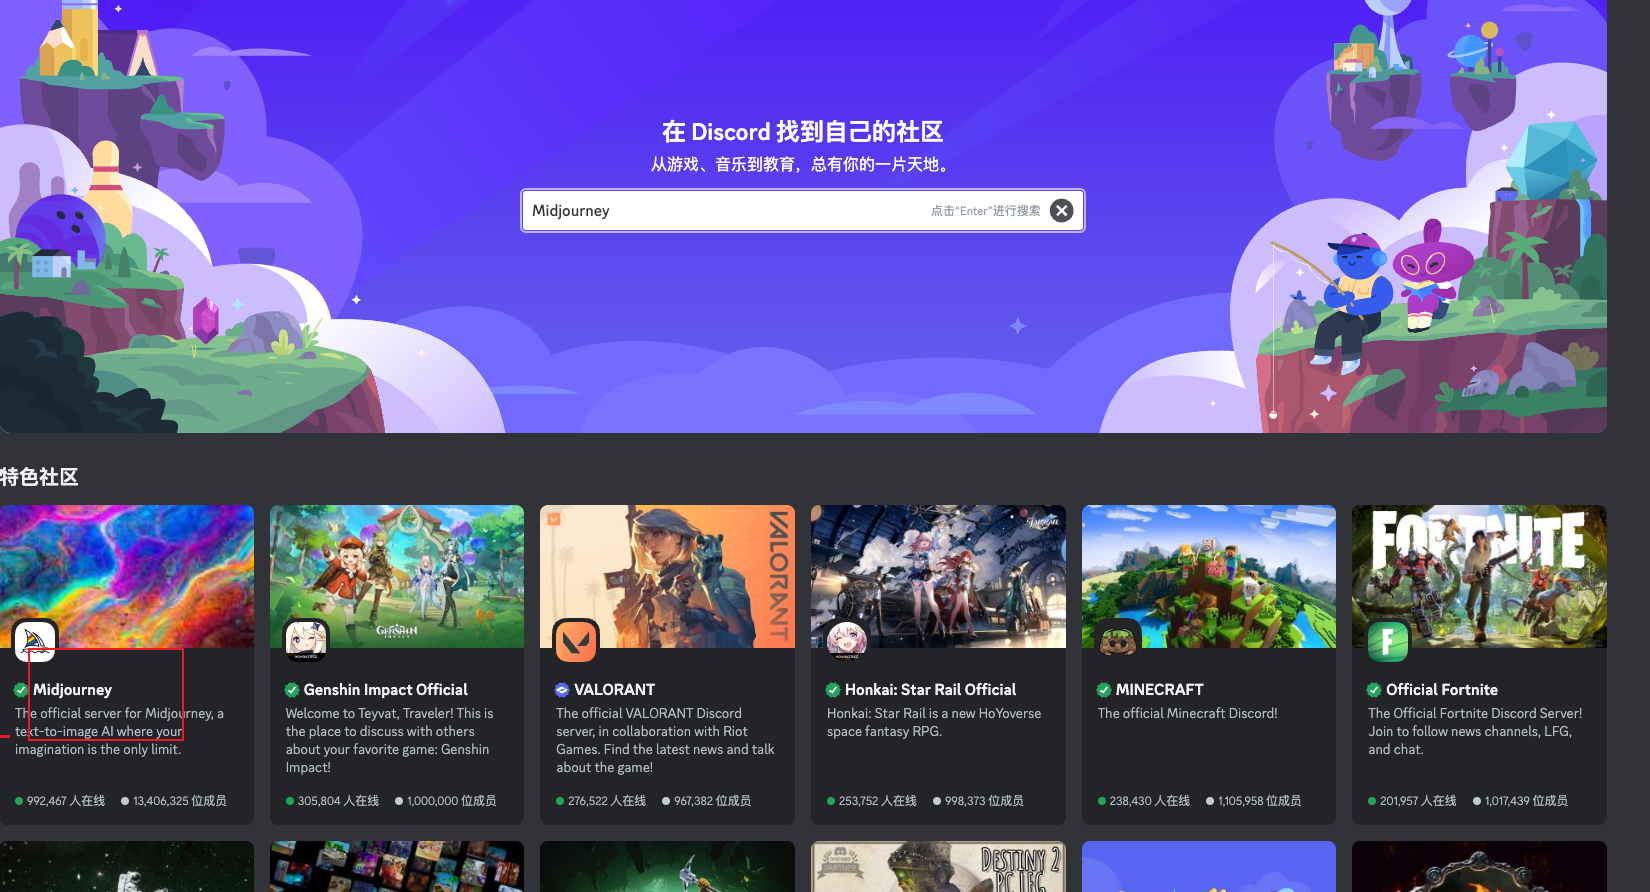 在 Discord 找到自己的社区
从游戏、音乐到教育，总有你的一片天地。
Midjourney
点击"Enter"进行搜索
特色社区
GENSHIN
IMPACT
VALORANT
FORTNITE
Midjourney
The official server for Midjourney, a
text-to-image AI where your
imagination is the only limit.
992,467 人在线
13,406,325 位成员
Genshin Impact Official
Welcome to Teyvat, Traveler! This is
the place to discuss with others
about your favorite game: Genshin
Impact!
305,804 人在线
1,000,000 位成员
VALORANT
The official VALORANT Discord
server, in collaboration with Riot
Games. Find the latest news and talk
about the game!
276,522 人在线
967,382 位成员
Honkai: Star Rail Official
Honkai: Star Rail is a new HoYoverse
space fantasy RPG.
253,752 人在线
998,373 位成员
MINECRAFT
The official Minecraft Discord!
238,430 人在线
1,105,958 位成员
F
Official Fortnite
The Official Fortnite Discord Server!
Join to follow news channels, LFG,
and chat.
201,957 人在线
1,017,439 位成员
DISCORD
PARTNER
DESTINY 2
PC LFG